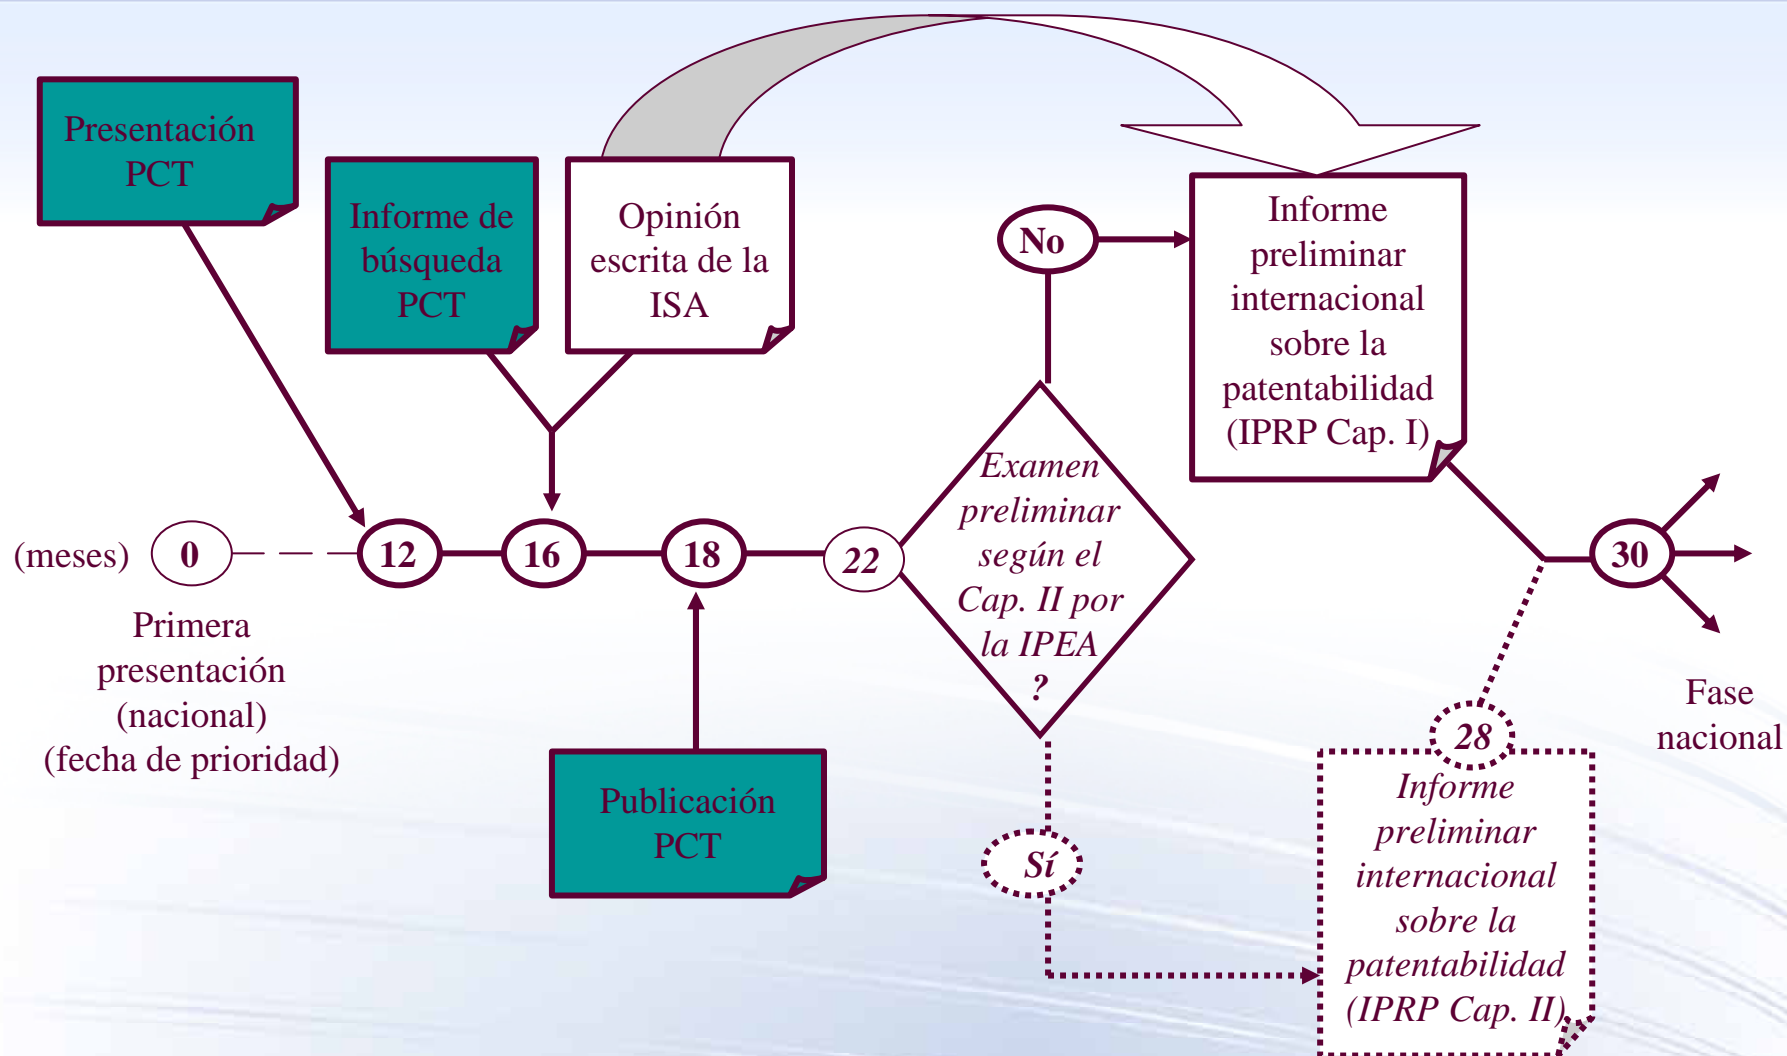 Presentación
PCT
Informe de
búsqueda
PCT
Opinión
escrita de la
ISA
No
Informe
preliminar
internacional
sobre la
patentabilidad
(IPRP Cap. I)
Examen
preliminar
según el
Cap. II por
la IPEA
?
(meses)
0
12
16
18
22
30
Primera
presentación
(nacional)
(fecha de prioridad)
Publicación
PCT
Sí
28
Informe
preliminar
internacional
sobre la
patentabilidad
(IPRP Cap. II)
Fase
nacional